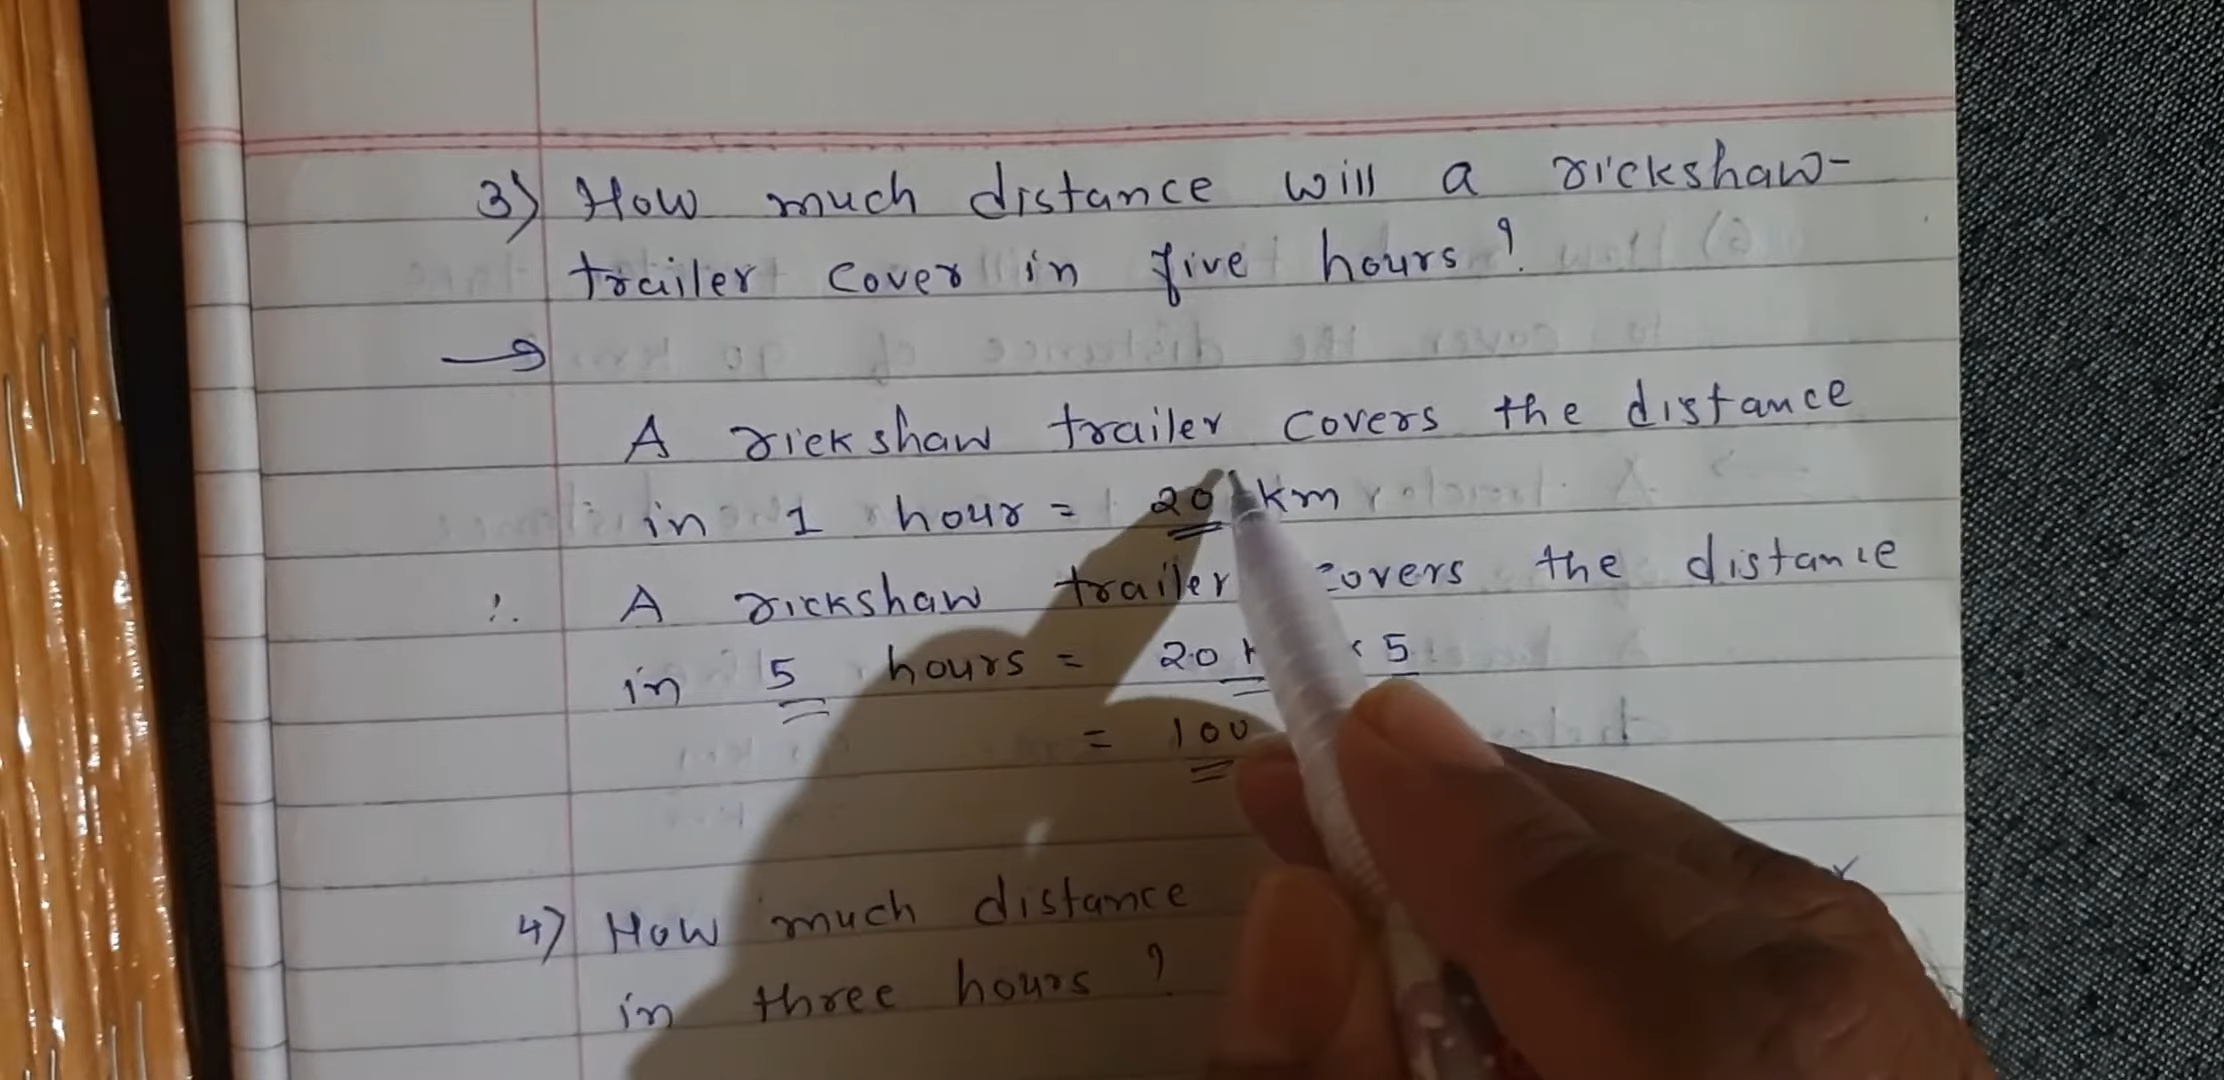 3) How much distance will a rickshaw-
trailer cover in five hours?
→
A rickshaw trailer covers the distance
in 1 hour = 20 km
∴ A rickshaw trailer covers the distance
in 5 hours = 20 5
= 100
4) How much distance
in three hours ?